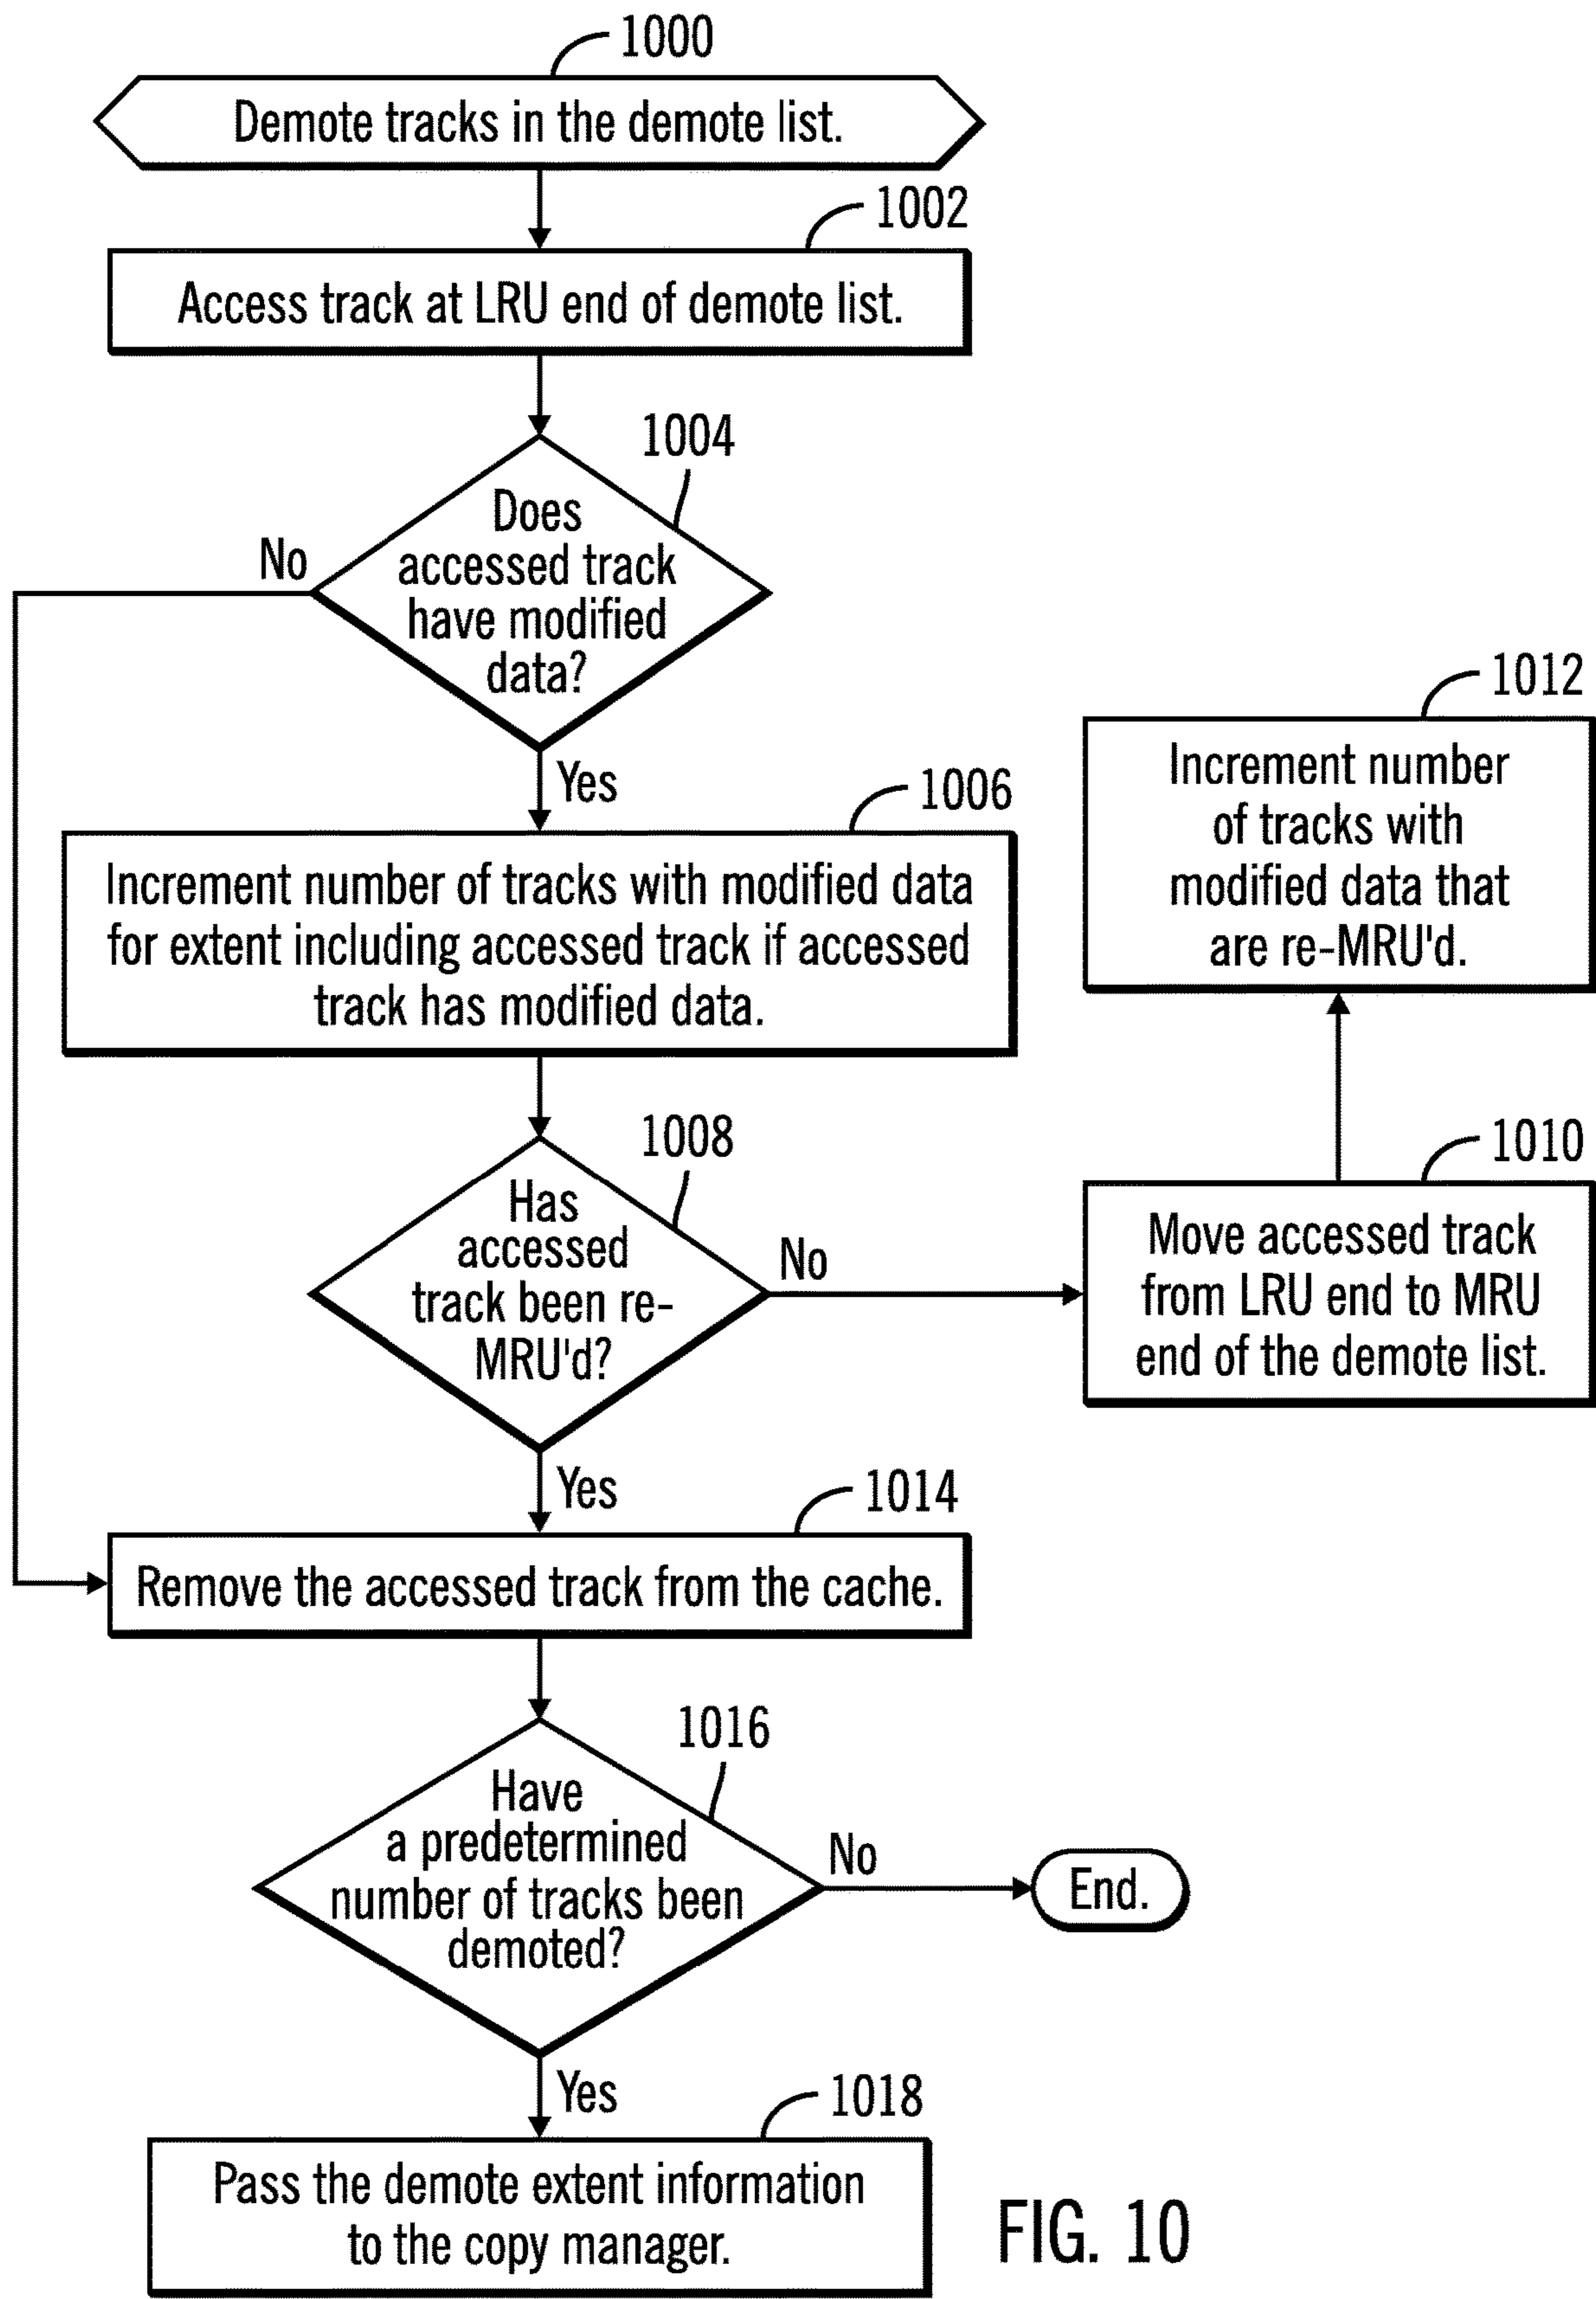 1000
Demote tracks in the demote list.
1002
Access track at LRU end of demote list.
1004
Does
accessed track
have modified
data?
No
Yes
1006
Increment number of tracks with modified data
for extent including accessed track if accessed
track has modified data.
1008
Has
accessed
track been re-
MRU'd?
No
1010
Move accessed track
from LRU end to MRU
end of the demote list.
1012
Increment number
of tracks with
modified data that
are re-MRU'd.
Yes
1014
Remove the accessed track from the cache.
1016
Have
a predetermined
number of tracks been
demoted?
No
End.
Yes
1018
Pass the demote extent information
to the copy manager.
FIG. 10